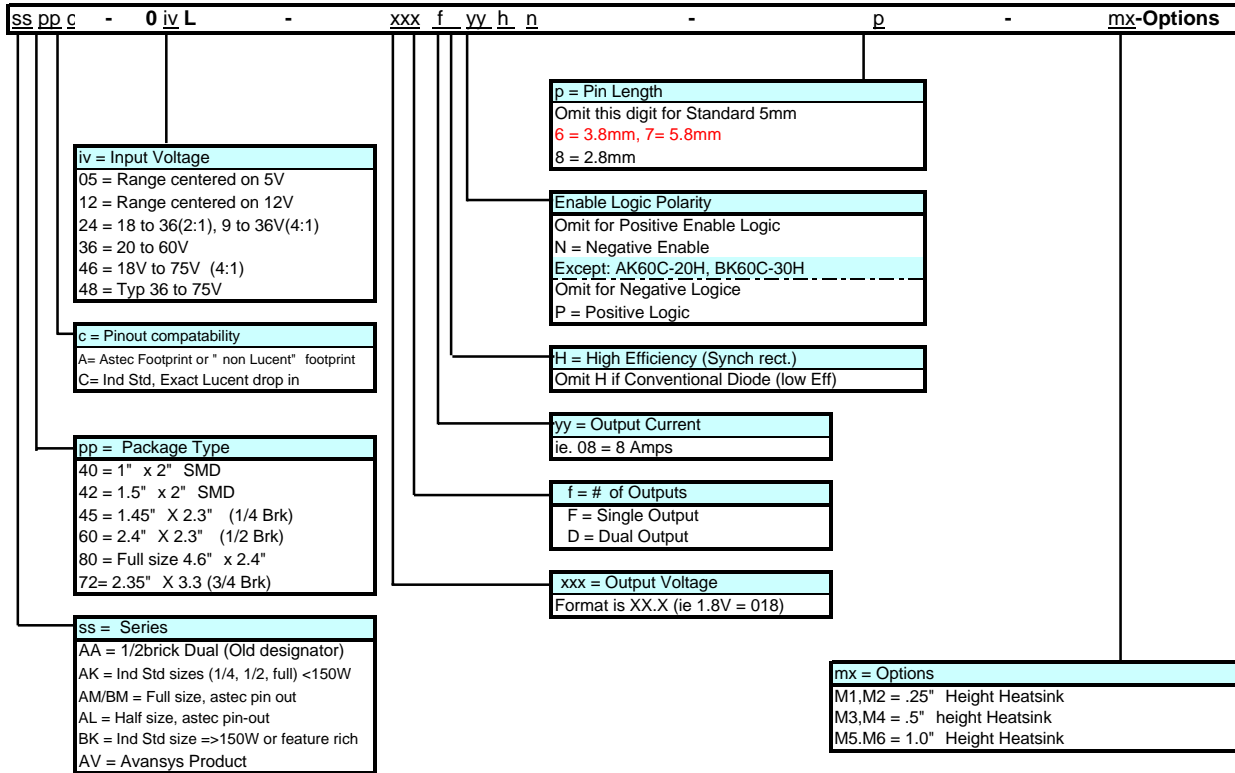 ss pp c - 0 iv L - xxx f yy h n - p - mx-Options
p = Pin Length
Omit this digit for Standard 5mm
6 = 3.8mm, 7= 5.8mm
8 = 2.8mm
iv = Input Voltage
05 = Range centered on 5V
12 = Range centered on 12V
24 = 18 to 36(2:1), 9 to 36V(4:1)
36 = 20 to 60V
46 = 18V to 75V (4:1)
48 = Typ 36 to 75V
Enable Logic Polarity
Omit for Positive Enable Logic
N = Negative Enable
Except: AK60C-20H, BK60C-30H
Omit for Negative Logice
P = Positive Logic
c = Pinout compatability
A= Astec Footprint or " non Lucent" footprint
C= Ind Std, Exact Lucent drop in
H = High Efficiency (Synch rect.)
Omit H if Conventional Diode (low Eff)
yy = Output Current
ie. 08 = 8 Amps
pp = Package Type
40 = 1" x 2" SMD
42 = 1.5" x 2" SMD
45 = 1.45" X 2.3" (1/4 Brk)
60 = 2.4" X 2.3" (1/2 Brk)
80 = Full size 4.6" x 2.4"
72= 2.35" X 3.3 (3/4 Brk)
f = # of Outputs
F = Single Output
D = Dual Output
xxx = Output Voltage
Format is XX.X (ie 1.8V = 018)
ss = Series
AA = 1/2brick Dual (Old designator)
AK = Ind Std sizes (1/4, 1/2, full) <150W
AM/BM = Full size, astec pin out
AL = Half size, astec pin-out
BK = Ind Std size =>150W or feature rich
AV = Avansys Product
mx = Options
M1,M2 = .25" Height Heatsink
M3,M4 = .5" height Heatsink
M5.M6 = 1.0" Height Heatsink